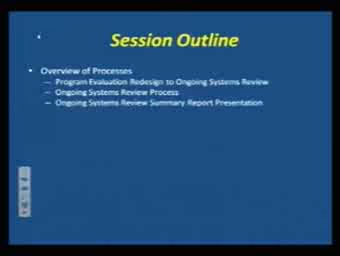 Session Outline
• Overview of Processes
– Program Evaluation Redesign to Ongoing Systems Review
– Ongoing Systems Review Process
– Ongoing Systems Review Summary Report Presentation